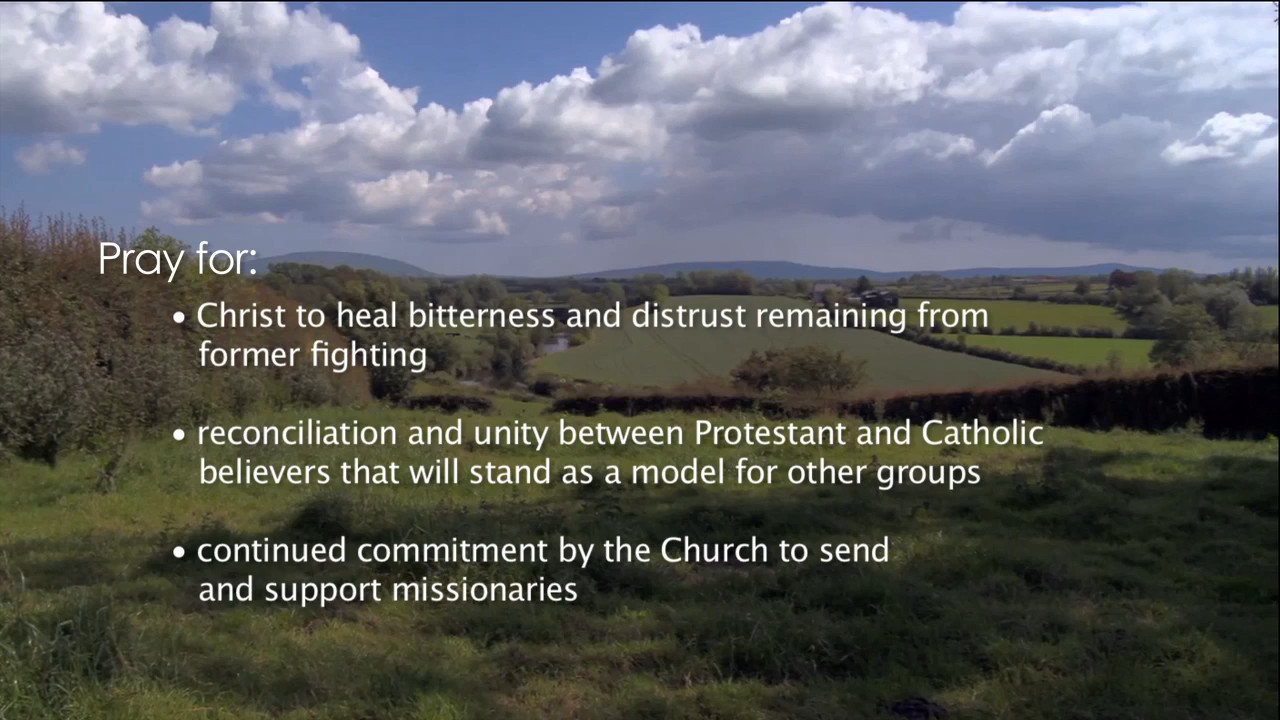 Pray for:
• Christ to heal bitterness and distrust remaining from
former fighting
• reconciliation and unity between Protestant and Catholic
believers that will stand as a model for other groups
• continued commitment by the Church to send
and support missionaries